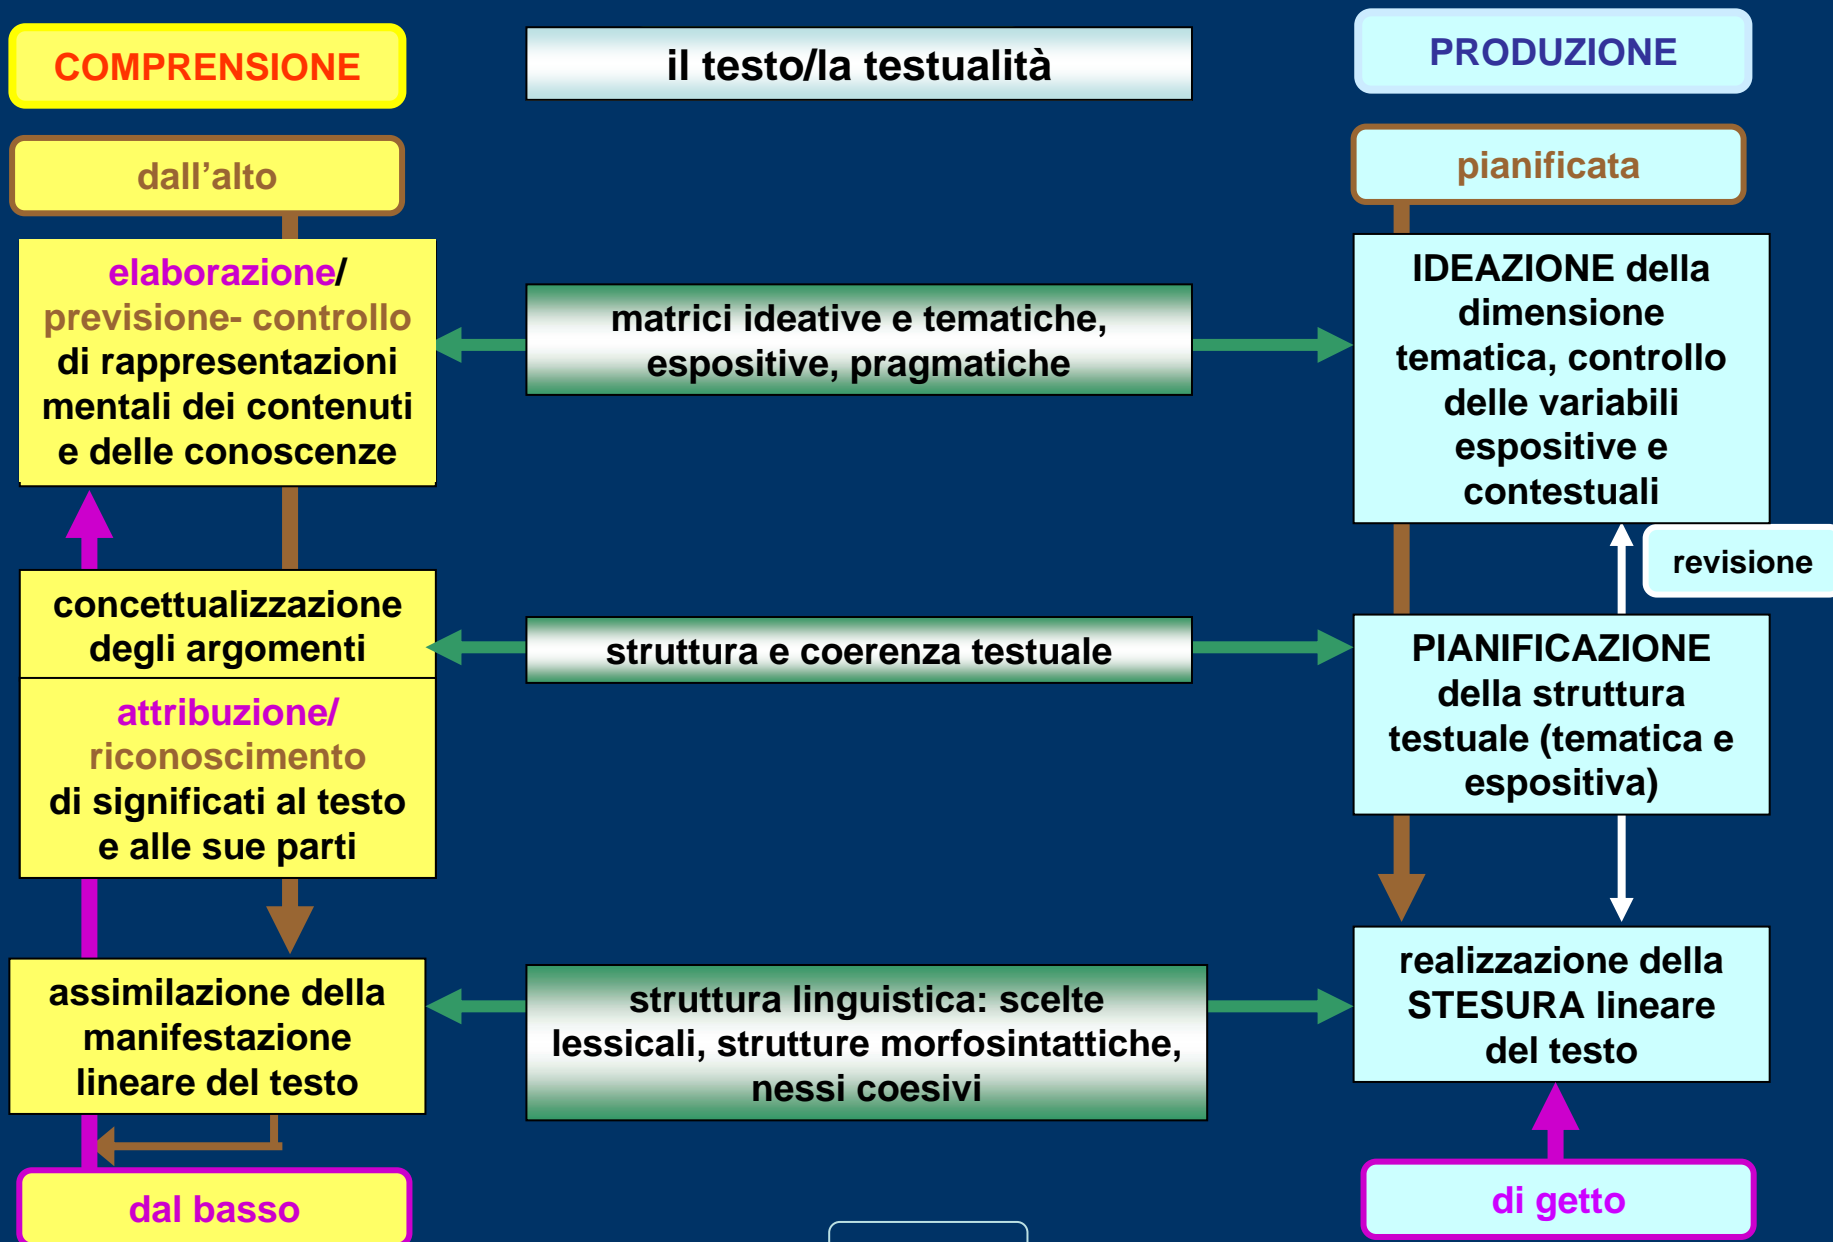 COMPRENSIONE
il testo/la testualità
PRODUZIONE
dall’alto
pianificata
elaborazione/
previsione- controllo
di rappresentazioni
mentali dei contenuti
e delle conoscenze
matrici ideative e tematiche,
espositive, pragmatiche
IDEAZIONE della
dimensione
tematica, controllo
delle variabili
espositive e
contestuali
revisione
concettualizzazione
degli argomenti
struttura e coerenza testuale
PIANIFICAZIONE
della struttura
testuale (tematica e
espositiva)
attribuzione/
riconoscimento
di significati al testo
e alle sue parti
assimilazione della
manifestazione
lineare del testo
struttura linguistica: scelte
lessicali, strutture morfosintattiche,
nessi coesivi
realizzazione della
STESURA lineare
del testo
dal basso
di getto